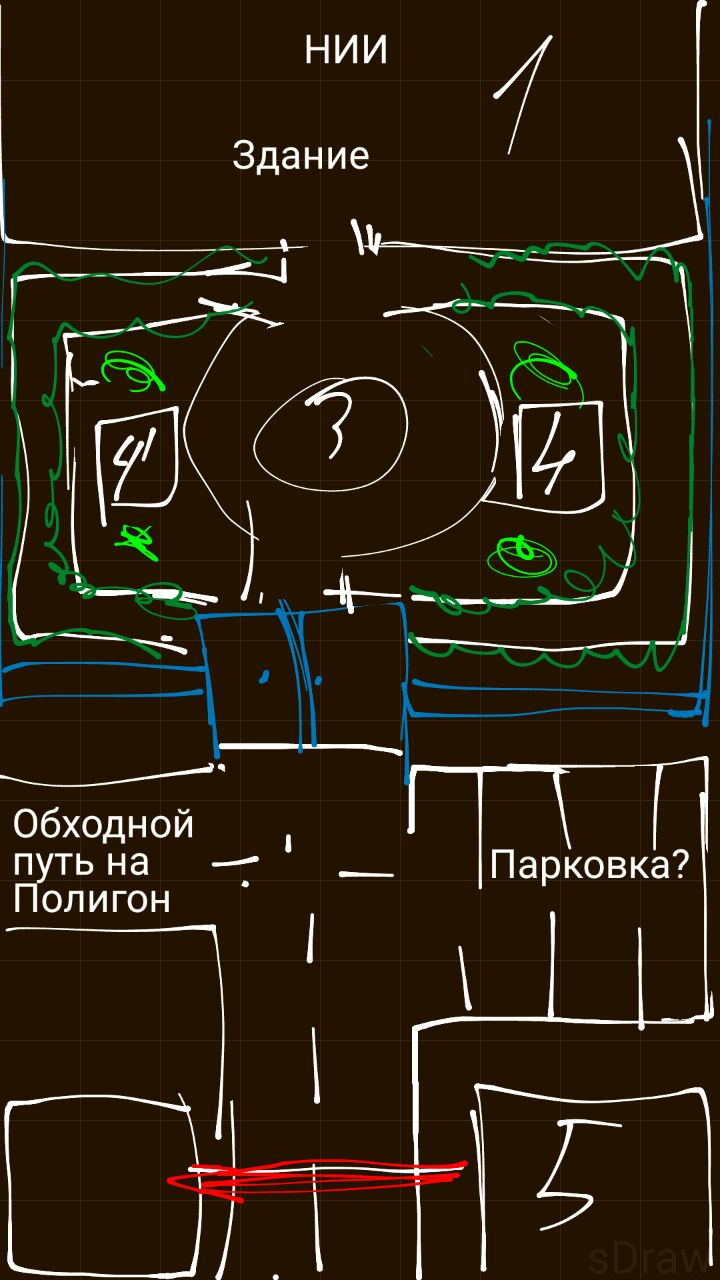 НИИ
1
Здание
3
4'
4
Обходной
путь на
Полигон
Парковка?
5
sDraw